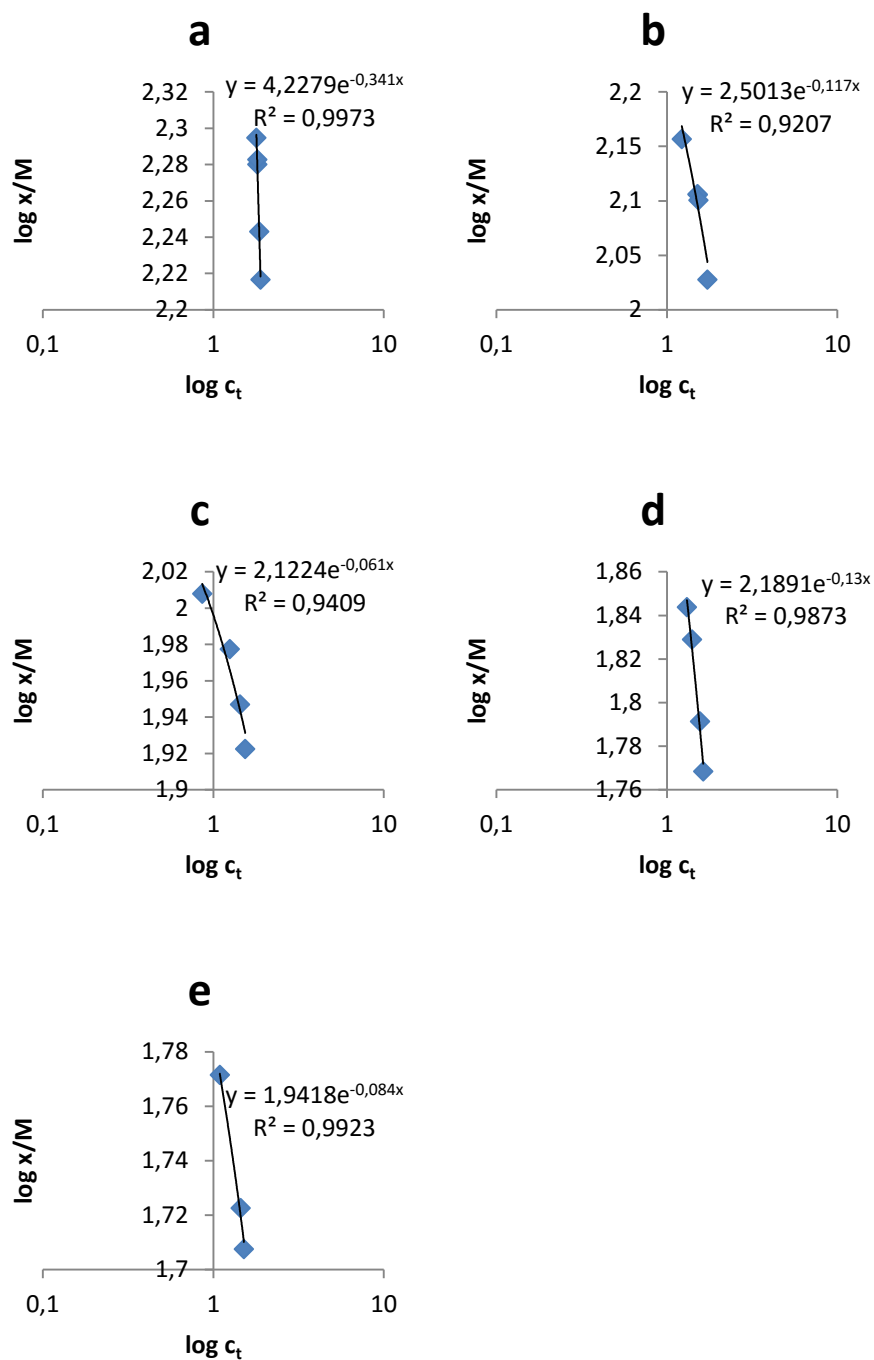 a
y = 4,2279e^-0,341x
R² = 0,9973
2,32
2,3
2,28
2,26
2,24
2,22
2,2
log x/M
0,1 1 10
log c_t
b
y = 2,5013e^-0,117x
R² = 0,9207
2,2
2,15
2,1
2,05
2
log x/M
0,1 1 10
log c_t
c
y = 2,1224e^-0,061x
R² = 0,9409
2,02
2
1,98
1,96
1,94
1,92
1,9
log x/M
0,1 1 10
log c_t
d
y = 2,1891e^-0,13x
R² = 0,9873
1,86
1,84
1,82
1,8
1,78
1,76
log x/M
0,1 1 10
log c_t
e
y = 1,9418e^-0,084x
R² = 0,9923
1,78
1,76
1,74
1,72
1,7
log x/M
0,1 1 10
log c_t